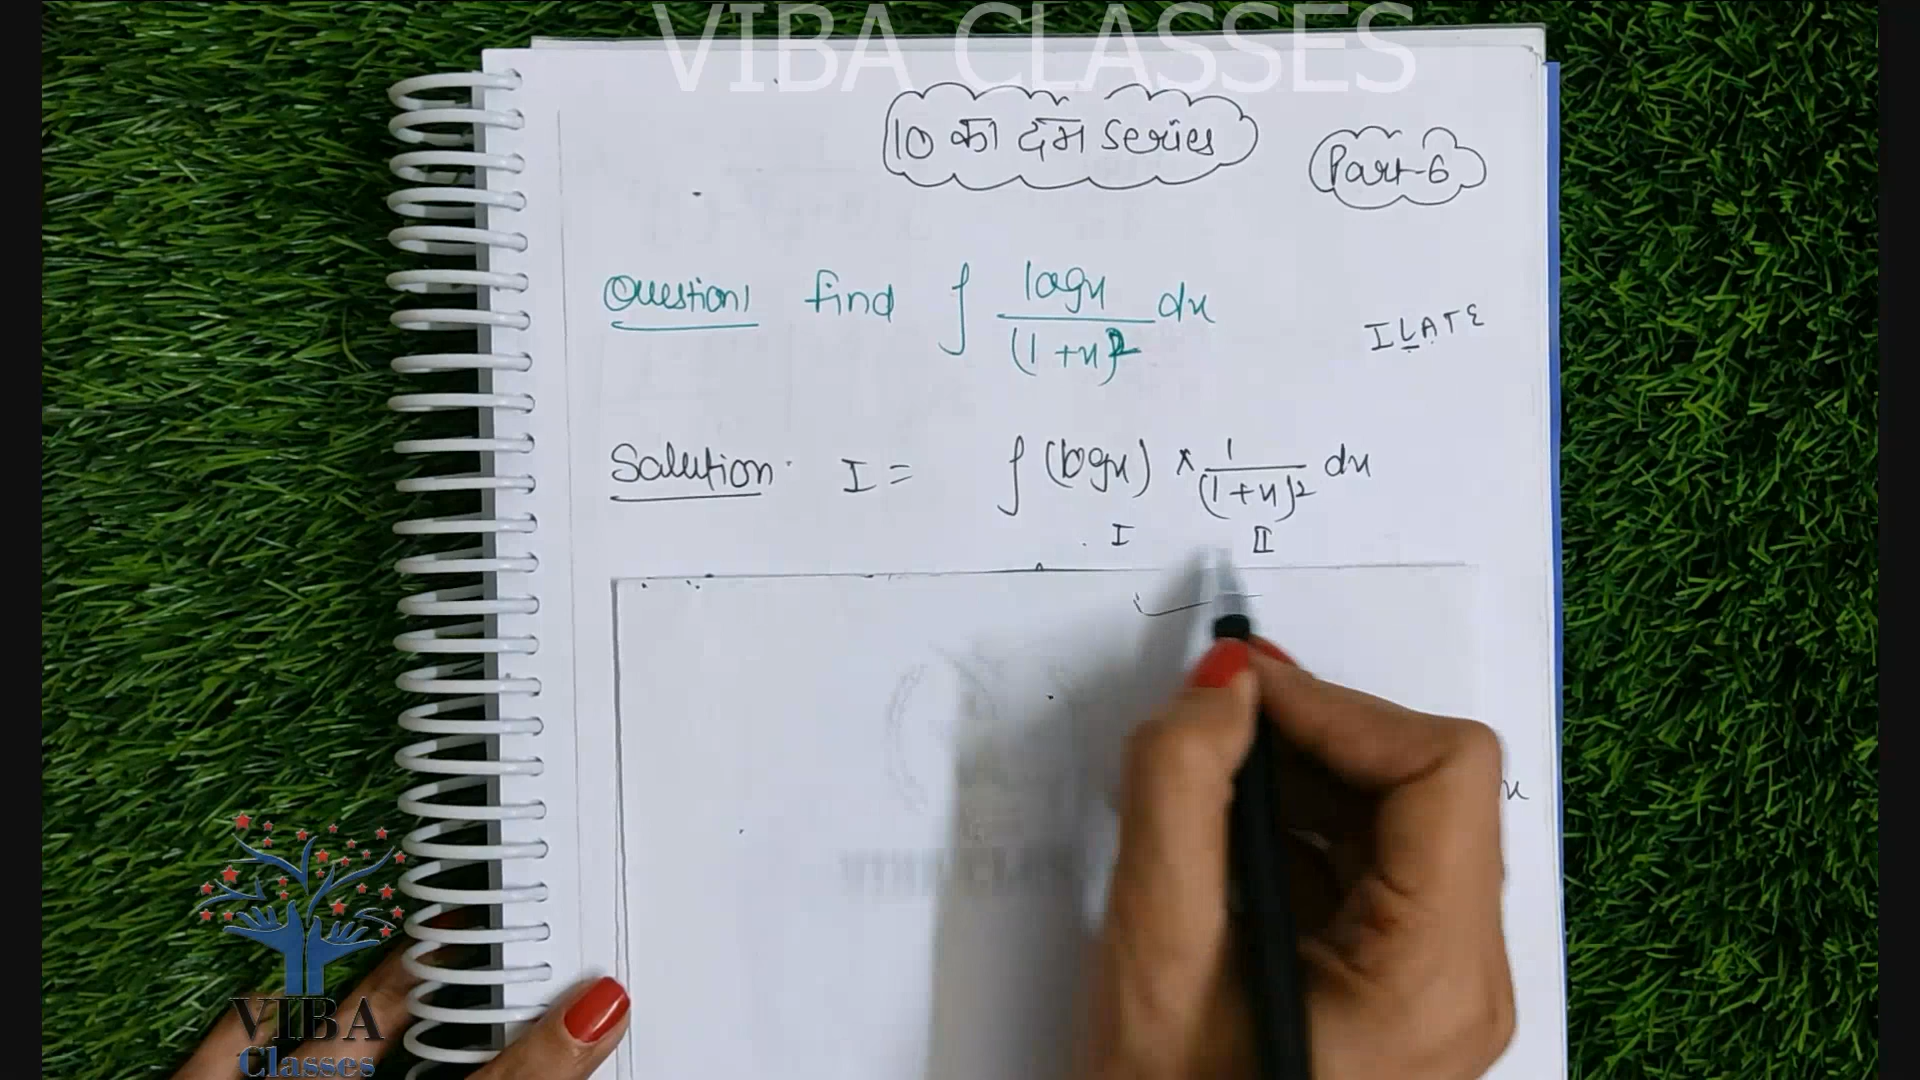 VIBA CLASSES
10 का दम Series
Part-6
Question1 find ∫ logx/(1+x)² dx
ILATE
Solution. I = ∫ (logx) × 1/(1+x)² dx
I II
x
VIBA
Classes